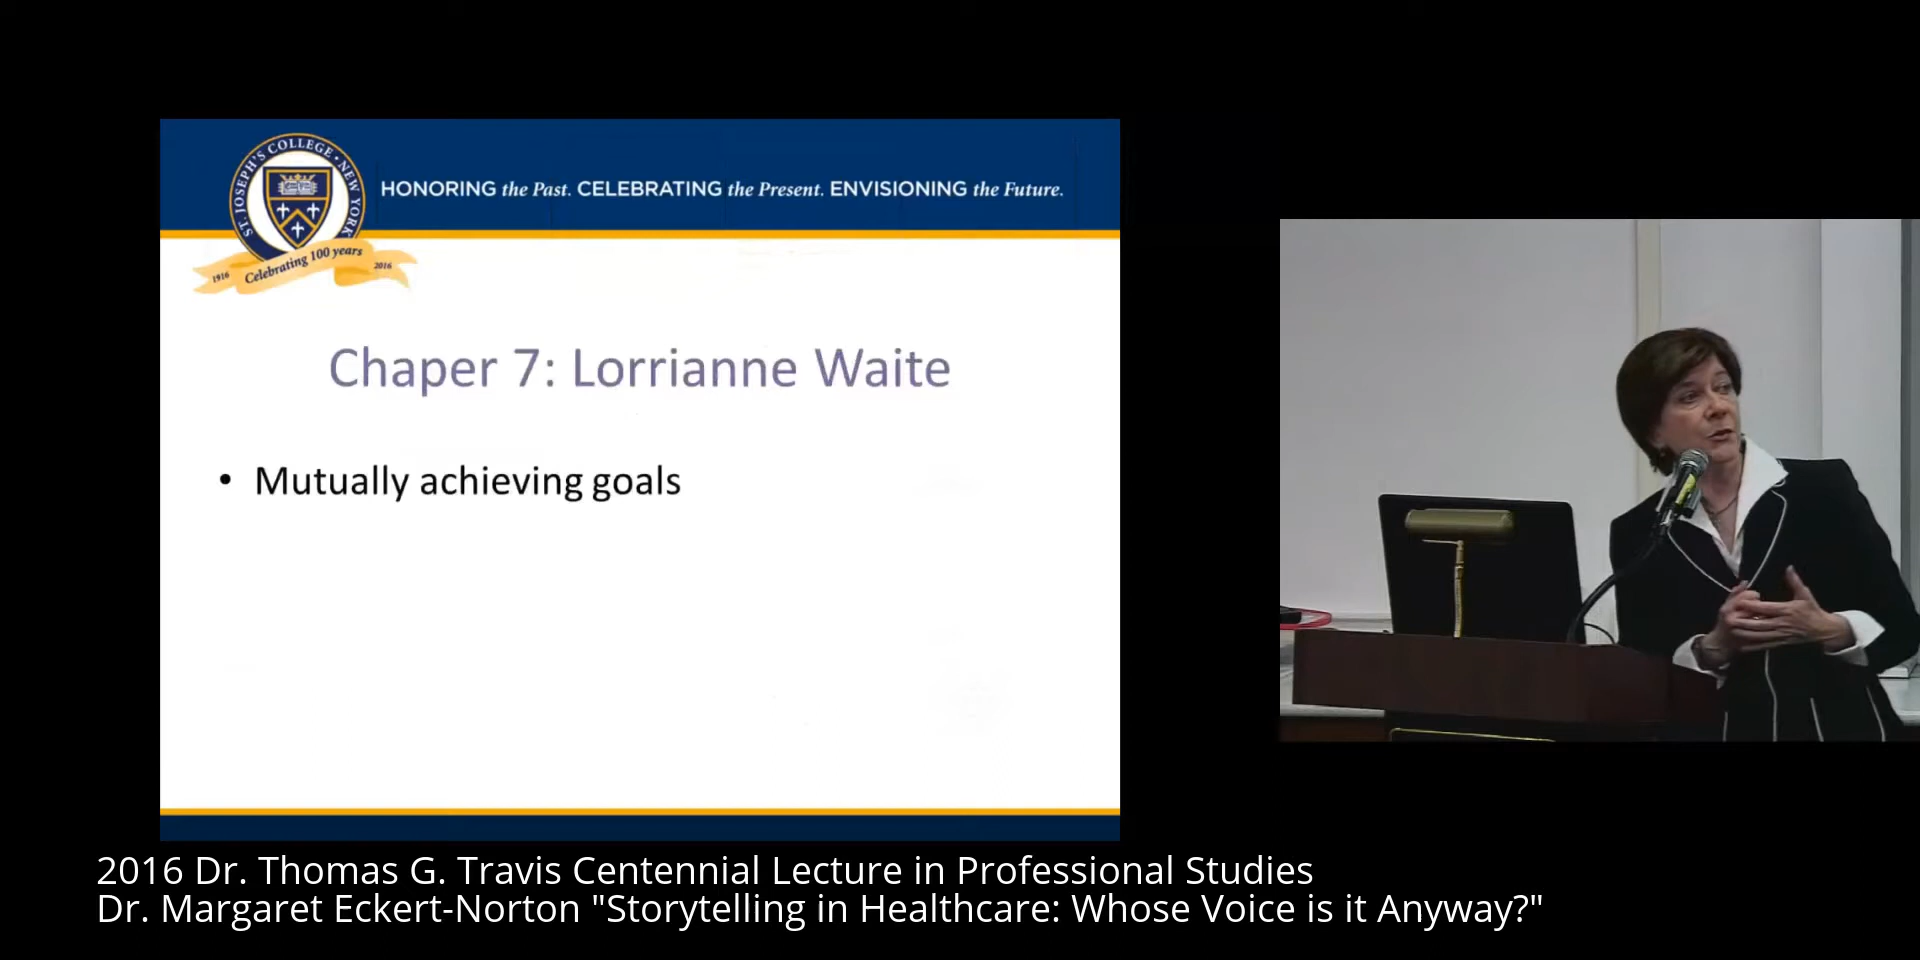 ST. JOSEPH'S COLLEGE • NEW YORK
HONORING the Past. CELEBRATING the Present. ENVISIONING the Future.
1916 Celebrating 100 years 2016
Chaper 7: Lorrianne Waite
• Mutually achieving goals
2016 Dr. Thomas G. Travis Centennial Lecture in Professional Studies
Dr. Margaret Eckert-Norton "Storytelling in Healthcare: Whose Voice is it Anyway?"